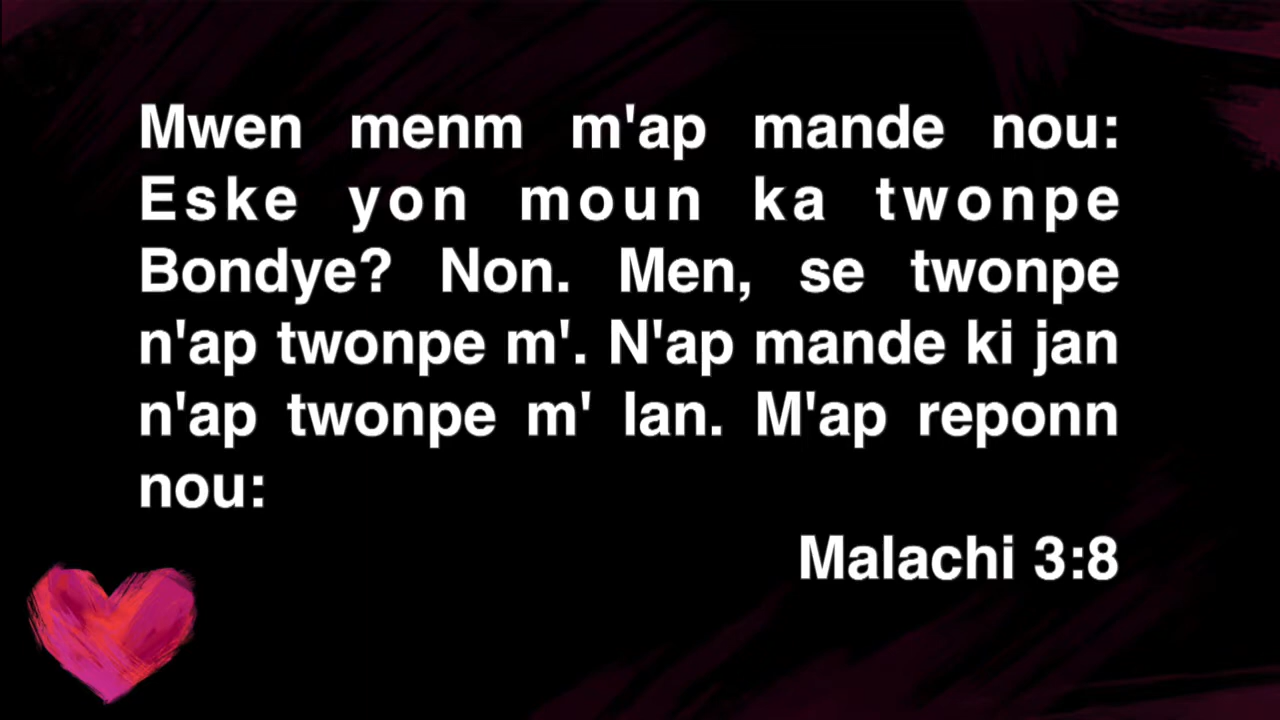 Mwen menm m'ap mande nou:
Eske yon moun ka twonpe
Bondye? Non. Men, se twonpe
n'ap twonpe m'. N'ap mande ki jan
n'ap twonpe m' lan. M'ap reponn
nou:
Malachi 3:8